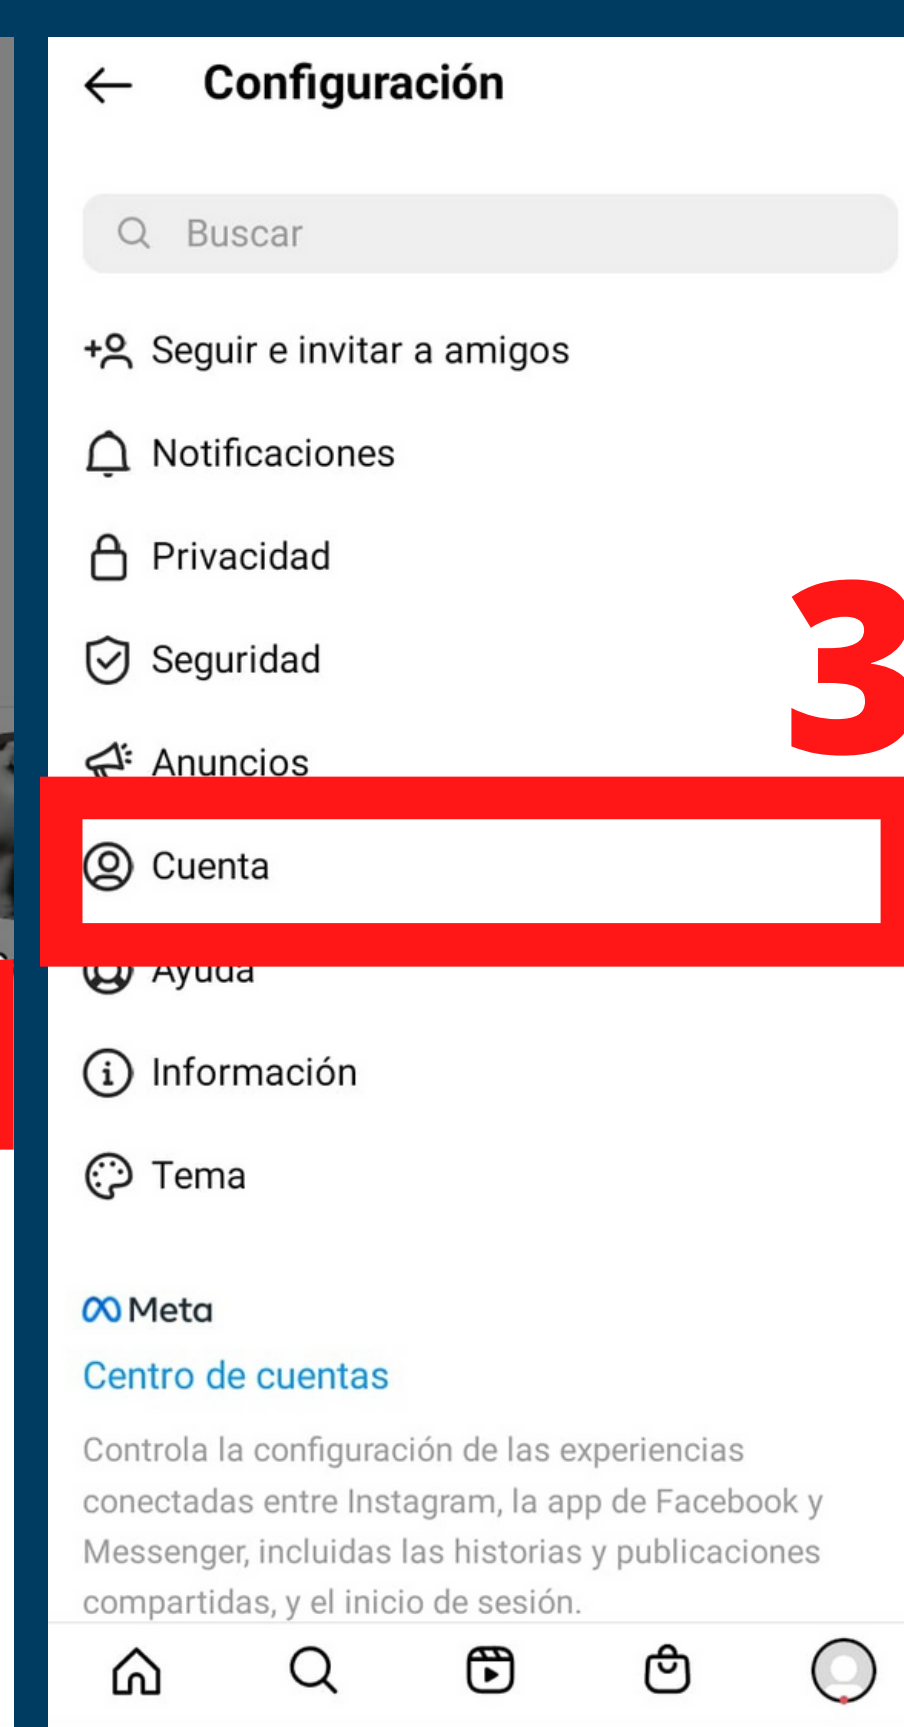 Configuración
Buscar
Seguir e invitar a amigos
Notificaciones
Privacidad
Seguridad
3
Anuncios
Cuenta
Ayuda
Información
Tema
Meta
Centro de cuentas
Controla la configuración de las experiencias
conectadas entre Instagram, la app de Facebook y
Messenger, incluidas las historias y publicaciones
compartidas, y el inicio de sesión.